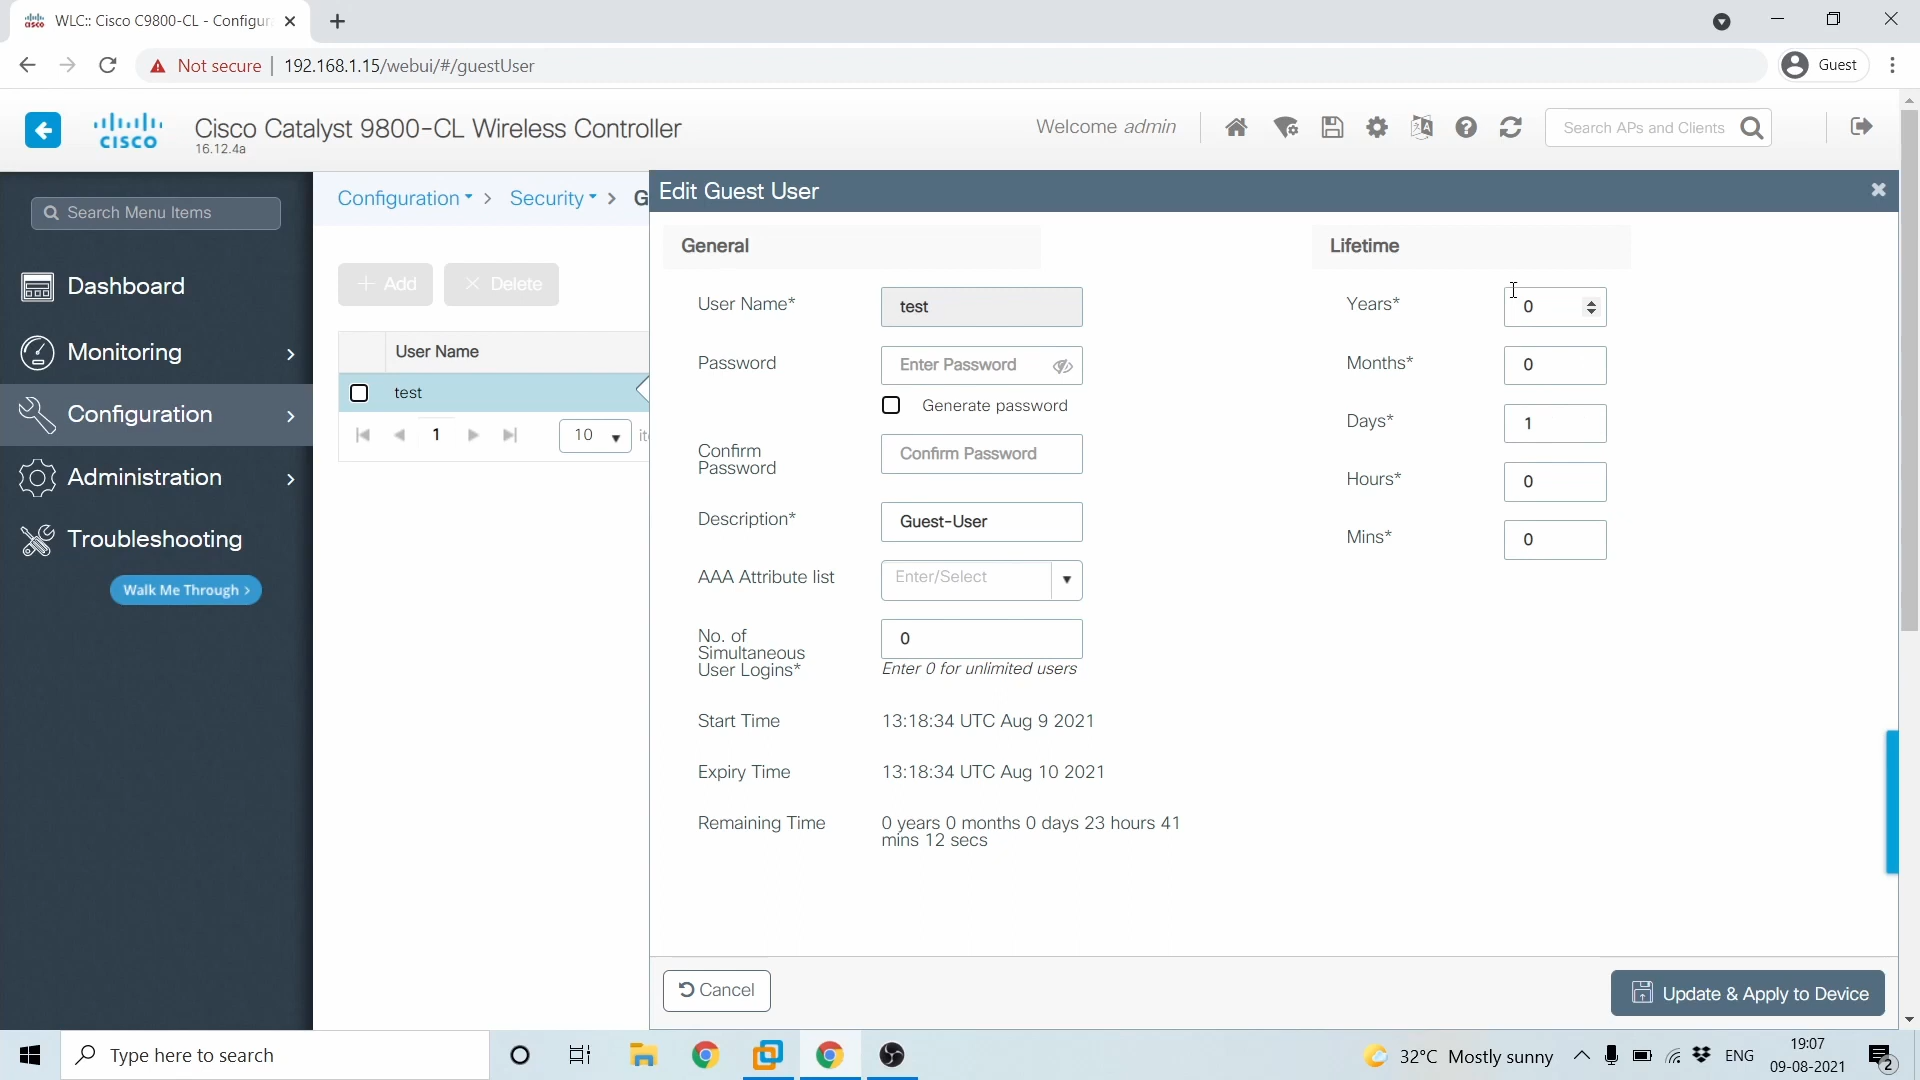 WLC:: Cisco C9800-CL - Configura
Not secure
192.168.1.15/webui/#/guestUser
Guest
CISCO
Cisco Catalyst 9800-CL Wireless Controller
16.12.4a
Welcome admin
Search APs and Clients
Search Menu Items
Dashboard
Monitoring
Configuration
Administration
Troubleshooting
Walk Me Through >
Configuration > Security > G
+ Add
× Delete
User Name
test
1
10
Edit Guest User
General
User Name*
test
Password
Enter Password
Generate password
Confirm
Password
Confirm Password
Description*
Guest-User
AAA Attribute list
Enter/Select
No. of
Simultaneous
User Logins*
0
Enter 0 for unlimited users
Start Time
13:18:34 UTC Aug 9 2021
Expiry Time
13:18:34 UTC Aug 10 2021
Remaining Time
0 years 0 months 0 days 23 hours 41
mins 12 secs
Lifetime
Years*
0
Months*
0
Days*
1
Hours*
0
Mins*
0
Cancel
Update & Apply to Device
Type here to search
32°C Mostly sunny
ENG
19:07
09-08-2021
2